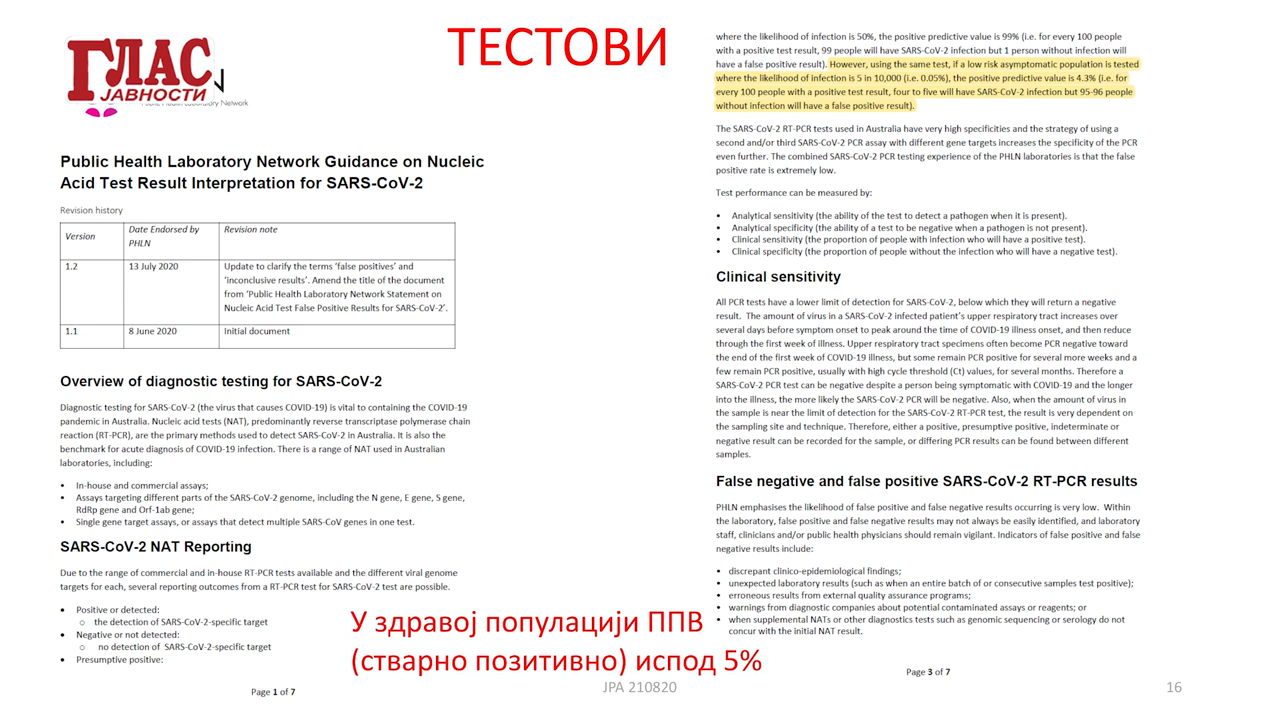 ТЕСТОВИ
ГЛАС
ЈАВНОСТИ
Public Health Laboratory Network
Public Health Laboratory Network Guidance on Nucleic
Acid Test Result Interpretation for SARS-CoV-2
Revision history
Version
Date Endorsed by
PHLN
Revision note
1.2
13 July 2020
Update to clarify the terms ‘false positives’ and
‘inconclusive results’. Amend the title of the document
from ‘Public Health Laboratory Network Statement on
Nucleic Acid Test False Positive Results for SARS-CoV-2’.
1.1
8 June 2020
Initial document
Overview of diagnostic testing for SARS-CoV-2
Diagnostic testing for SARS-CoV-2 (the virus that causes COVID-19) is vital to containing the COVID-19
pandemic in Australia. Nucleic acid tests (NAT), predominantly reverse transcriptase polymerase chain
reaction (RT-PCR), are the primary methods used to detect SARS-CoV-2 in Australia. It is also the
benchmark for acute diagnosis of COVID-19 infection. There is a range of NAT used in Australian
laboratories, including:
• In-house and commercial assays;
• Assays targeting different parts of the SARS-CoV-2 genome, including the N gene, E gene, S gene,
RdRp gene and Orf-1ab gene;
• Single gene target assays, or assays that detect multiple SARS-CoV genes in one test.
SARS-CoV-2 NAT Reporting
Due to the range of commercial and in-house RT-PCR tests available and the different viral genome
targets for each, several reporting outcomes from a RT-PCR test for SARS-CoV-2 test are possible.
• Positive or detected:
o the detection of SARS-CoV-2-specific target
• Negative or not detected:
o no detection of SARS-CoV-2-specific target
• Presumptive positive:
Page 1 of 7
where the likelihood of infection is 50%, the positive predictive value is 99% (i.e. for every 100 people
with a positive test result, 99 people will have SARS-CoV-2 infection but 1 person without infection will
have a false positive result). However, using the same test, if a low risk asymptomatic population is tested
where the likelihood of infection is 5 in 10,000 (i.e. 0.05%), the positive predictive value is 4.3% (i.e. for
every 100 people with a positive test result, four to five will have SARS-CoV-2 infection but 95-96 people
without infection will have a false positive result).
The SARS-CoV-2 RT-PCR tests used in Australia have very high specificities and the strategy of using a
second and/or third SARS-CoV-2 PCR assay with different gene targets increases the specificity of the PCR
even further. The combined SARS-CoV-2 PCR testing experience of the PHLN laboratories is that the false
positive rate is extremely low.
Test performance can be measured by:
• Analytical sensitivity (the ability of the test to detect a pathogen when it is present).
• Analytical specificity (the ability of a test to be negative when a pathogen is not present).
• Clinical sensitivity (the proportion of people with infection who will have a positive test).
• Clinical specificity (the proportion of people without the infection who will have a negative test).
Clinical sensitivity
All PCR tests have a lower limit of detection for SARS-CoV-2, below which they will return a negative
result. The amount of virus in a SARS-CoV-2 infected patient’s upper respiratory tract increases over
several days before symptom onset to peak around the time of COVID-19 illness onset, and then reduce
through the first week of illness. Upper respiratory tract specimens often become PCR negative toward
the end of the first week of COVID-19 illness, but some remain PCR positive for several more weeks and a
few remain PCR positive, usually with high cycle threshold (Ct) values, for several months. Therefore a
SARS-CoV-2 PCR test can be negative despite a person being symptomatic with COVID-19 and the longer
into the illness, the more likely the SARS-CoV-2 PCR will be negative. Also, when the amount of virus in
the sample is near the limit of detection for the SARS-CoV-2 RT-PCR test, the result is very dependent on
the sampling site and technique. Therefore, either a positive, presumptive positive, indeterminate or
negative result can be recorded for the sample, or differing PCR results can be found between different
samples.
False negative and false positive SARS-CoV-2 RT-PCR results
PHLN emphasises the likelihood of false positive and false negative results occurring is very low. Within
the laboratory, false positive and false negative results may not always be easily identified, and laboratory
staff, clinicians and/or public health physicians should remain vigilant. Indicators of false positive and false
negative results include:
• discrepant clinico-epidemiological findings;
• unexpected laboratory results (such as when an entire batch of or consecutive samples test positive);
• erroneous results from external quality assurance programs;
• warnings from diagnostic companies about potential contaminated assays or reagents; or
• when supplemental NATs or other diagnostics tests such as genomic sequencing or serology do not
concur with the initial NAT result.
Page 3 of 7
У здравој популацији ППВ
(стварно позитивно) испод 5%
JPA 210820
16